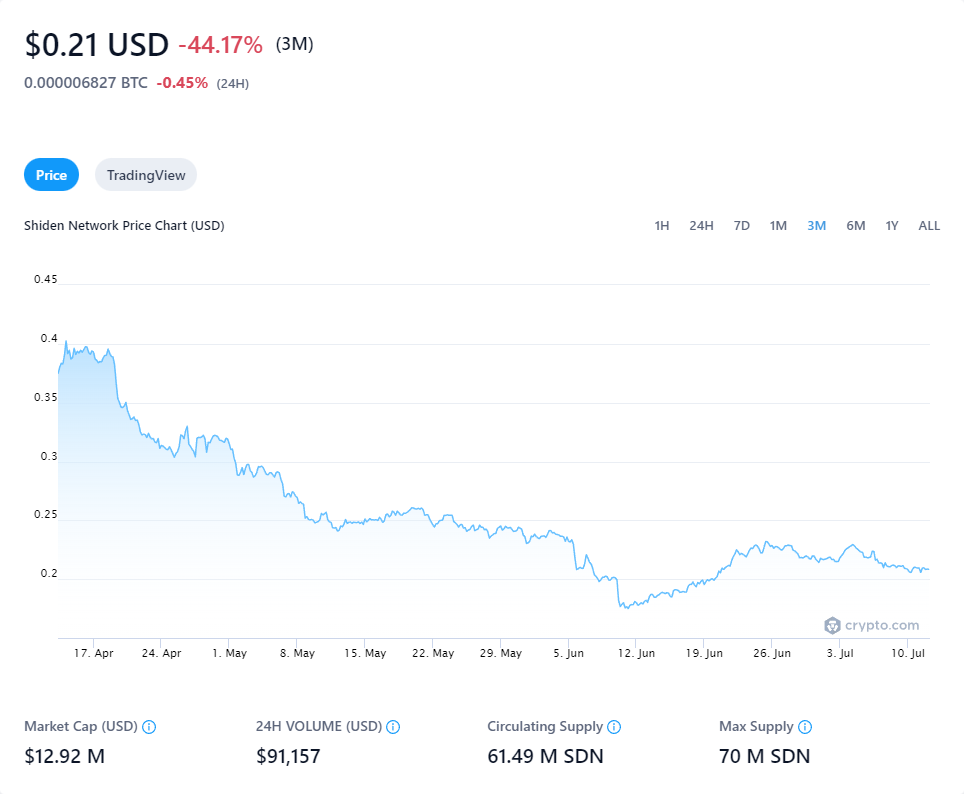 $0.21 USD -44.17% (3M)
0.000006827 BTC -0.45% (24H)
Price TradingView
Shiden Network Price Chart (USD) 1H 24H 7D 1M 3M 6M 1Y ALL
0.45
0.4
0.35
0.3
0.25
0.2
crypto.com
17. Apr 24. Apr 1. May 8. May 15. May 22. May 29. May 5. Jun 12. Jun 19. Jun 26. Jun 3. Jul 10. Jul
Market Cap (USD) 24H VOLUME (USD) Circulating Supply Max Supply
$12.92 M $91,157 61.49 M SDN 70 M SDN